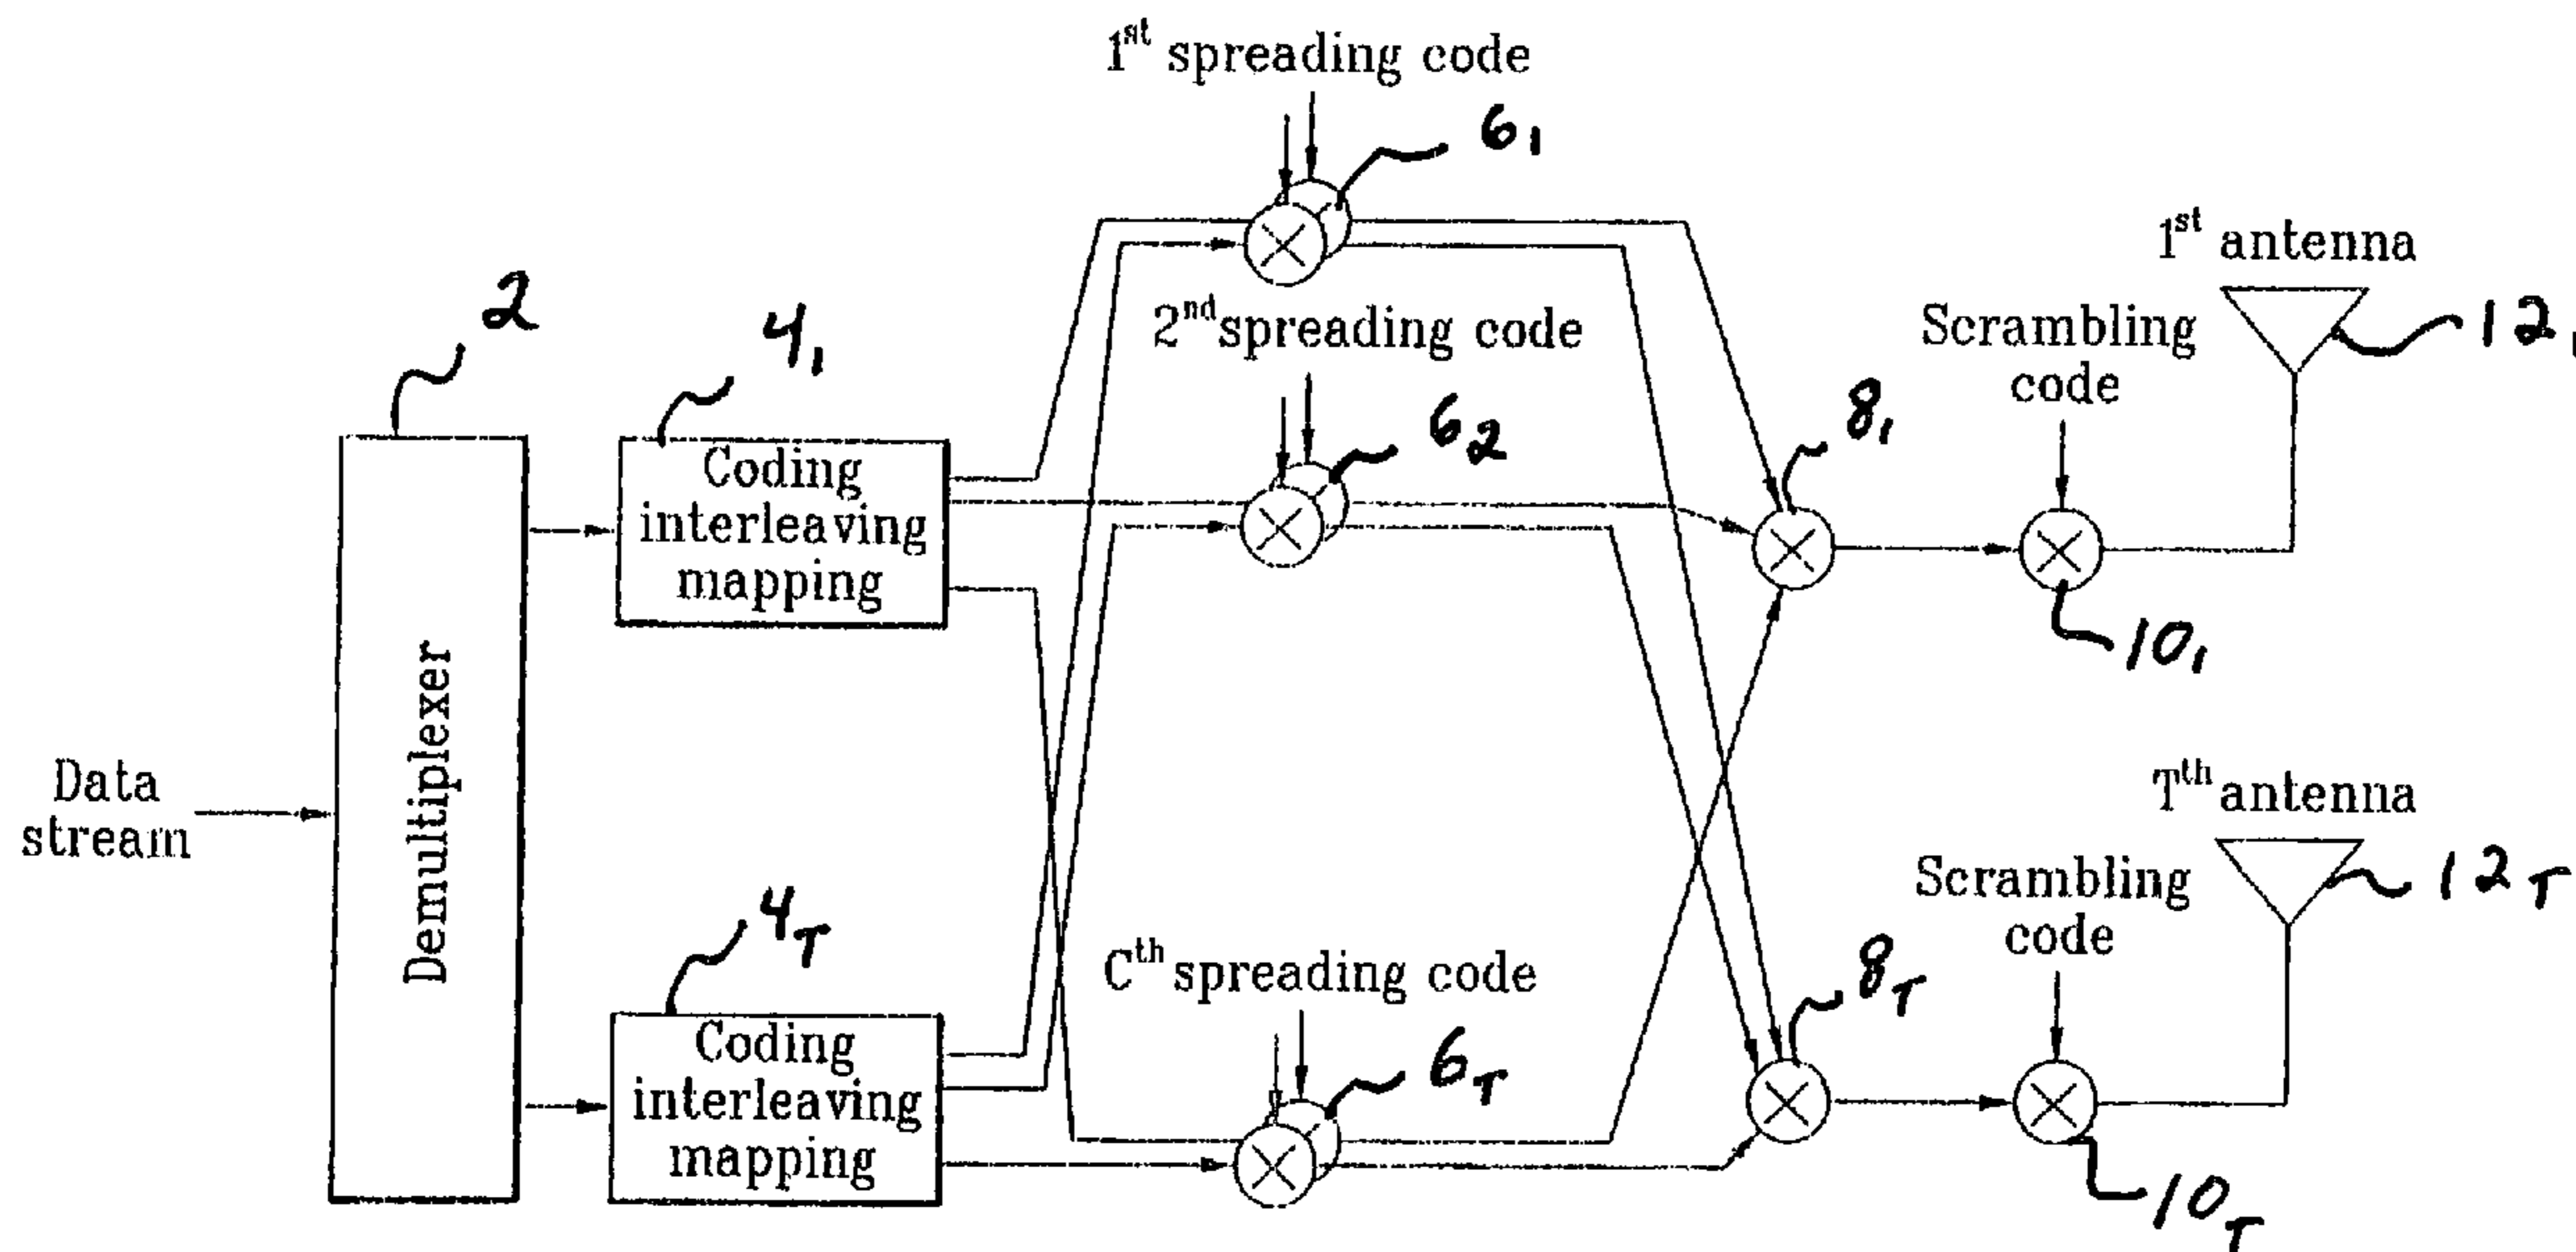 1st spreading code
6₁
1st antenna
12₁
2nd spreading code
Scrambling
code
2
4₁
6₂
8₁
Coding
interleaving
mapping
10₁
Demultiplexer
Data
stream
Tth antenna
12T
Scrambling
code
4T
Cth spreading code
8T
Coding
interleaving
mapping
6T
10T